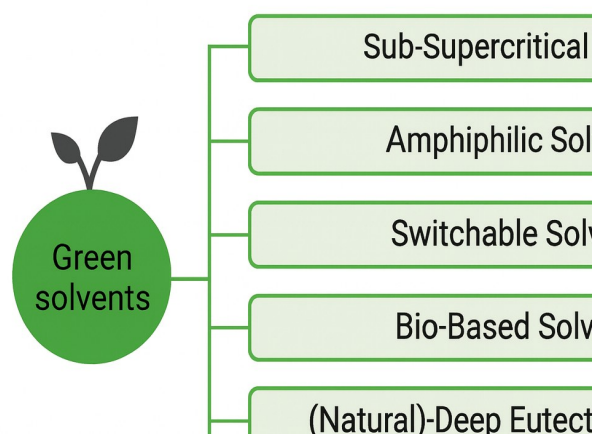 Sub-Supercritical
Amphiphilic
Switchable
Green
solvents
Bio-Based
(Natural)-Deep